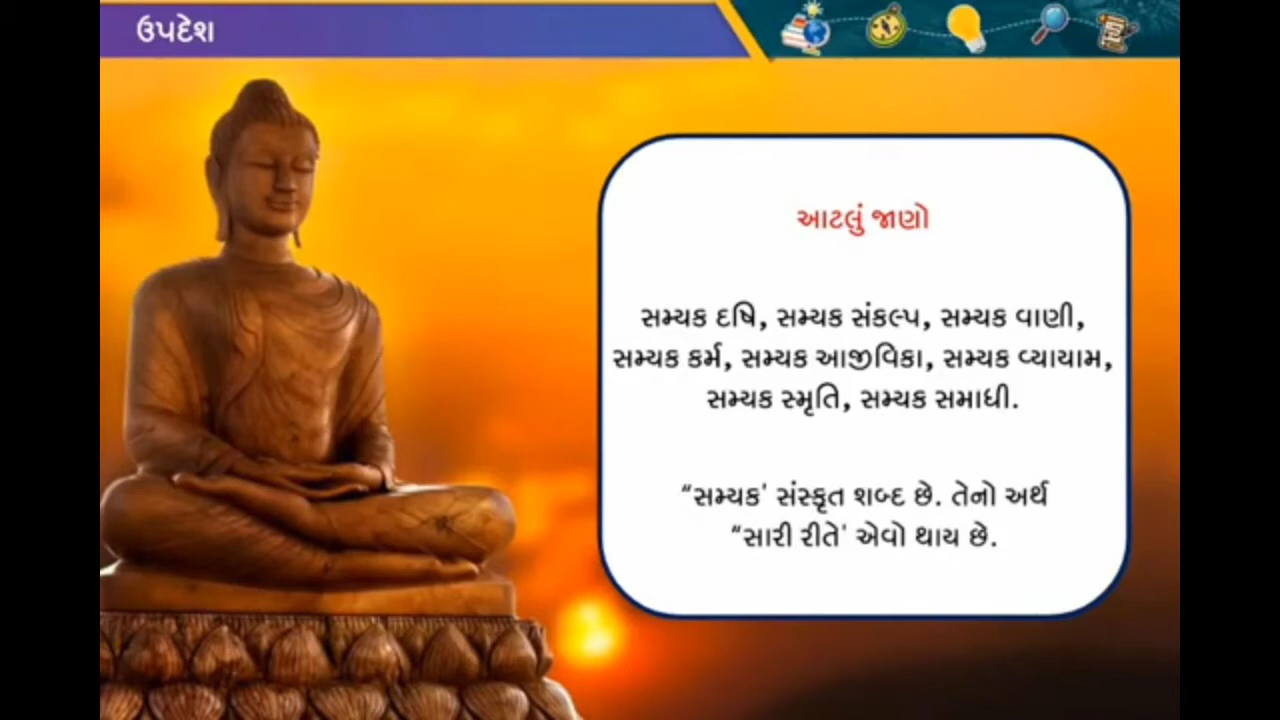 ઉપદેશ
આટલું જાણો
સમ્યક દષિ, સમ્યક સંકલ્પ, સમ્યક વાણી,
સમ્યક કર્મ, સમ્યક આજીવિકા, સમ્યક વ્યાયામ,
સમ્યક સ્મૃતિ, સમ્યક સમાધી.
“સમ્યક' સંસ્કૃત શબ્દ છે. તેનો અર્થ
“સારી રીતે' એવો થાય છે.